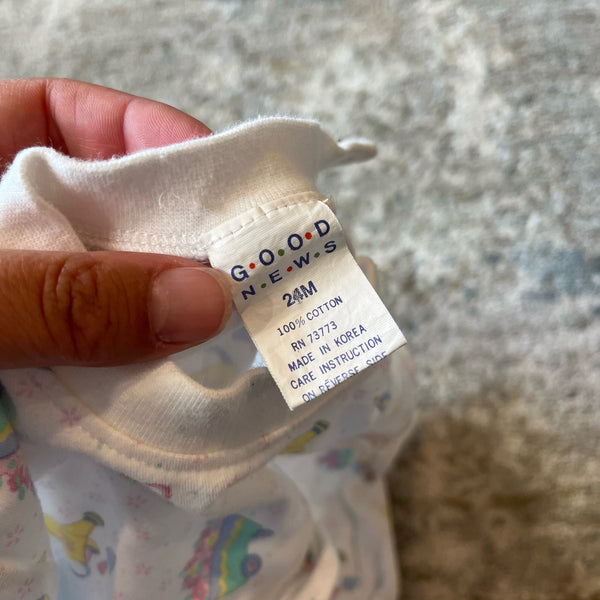 G•O•O•D
N•E•W•S
24M
100% COTTON
RN 73773
MADE IN KOREA
CARE INSTRUCTION
ON REVERSE SIDE